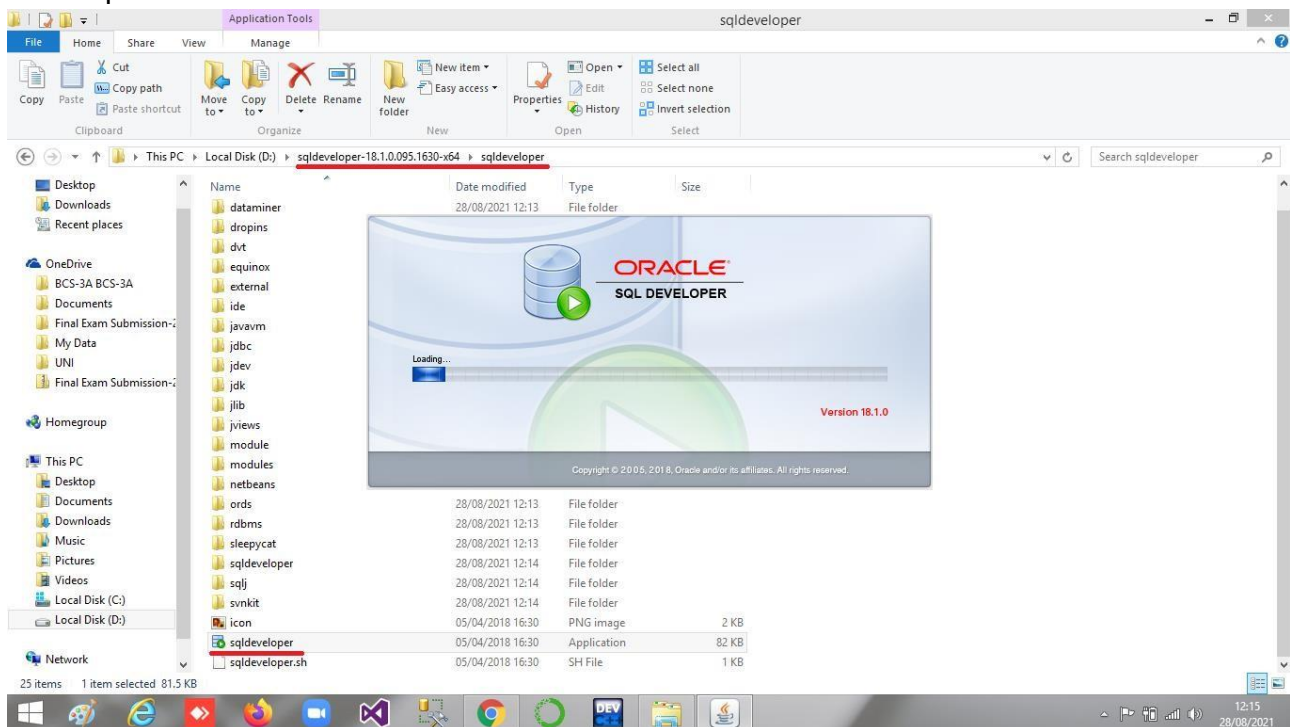 Application Tools
sqldeveloper
File Home Share View Manage
Copy
Paste
Cut
Copy path
Paste shortcut
Clipboard
Move to
Copy to
Delete
Rename
Organize
New folder
New item
Easy access
New
Properties
Open
Edit
History
Open
Select all
Select none
Invert selection
Select
This PC Local Disk (D:) sqldeveloper-18.1.0.095.1630-x64 sqldeveloper
Search sqldeveloper
Desktop
Downloads
Recent places
OneDrive
BCS-3A BCS-3A
Documents
Final Exam Submission-2
My Data
UNI
Final Exam Submission-2
Homegroup
This PC
Desktop
Documents
Downloads
Music
Pictures
Videos
Local Disk (C:)
Local Disk (D:)
Network
Name Date modified Type Size
dataminer 28/08/2021 12:13 File folder
dropins
dvt
equinox
external
ide
javavm
jdbc
jdev
jdk
jlib
jviews
module
modules
netbeans
ords 28/08/2021 12:13 File folder
rdbms 28/08/2021 12:13 File folder
sleepycat 28/08/2021 12:13 File folder
sqldeveloper 28/08/2021 12:14 File folder
sqlj 28/08/2021 12:14 File folder
svnkit 28/08/2021 12:14 File folder
icon 05/04/2018 16:30 PNG image 2 KB
sqldeveloper 05/04/2018 16:30 Application 82 KB
sqldeveloper.sh 05/04/2018 16:30 SH File 1 KB
ORACLE
SQL DEVELOPER
Loading...
Version 18.1.0
Copyright © 2005, 2018, Oracle and/or its affiliates. All rights reserved.
25 items 1 item selected 81.5 KB
DEV
12:15
28/08/2021